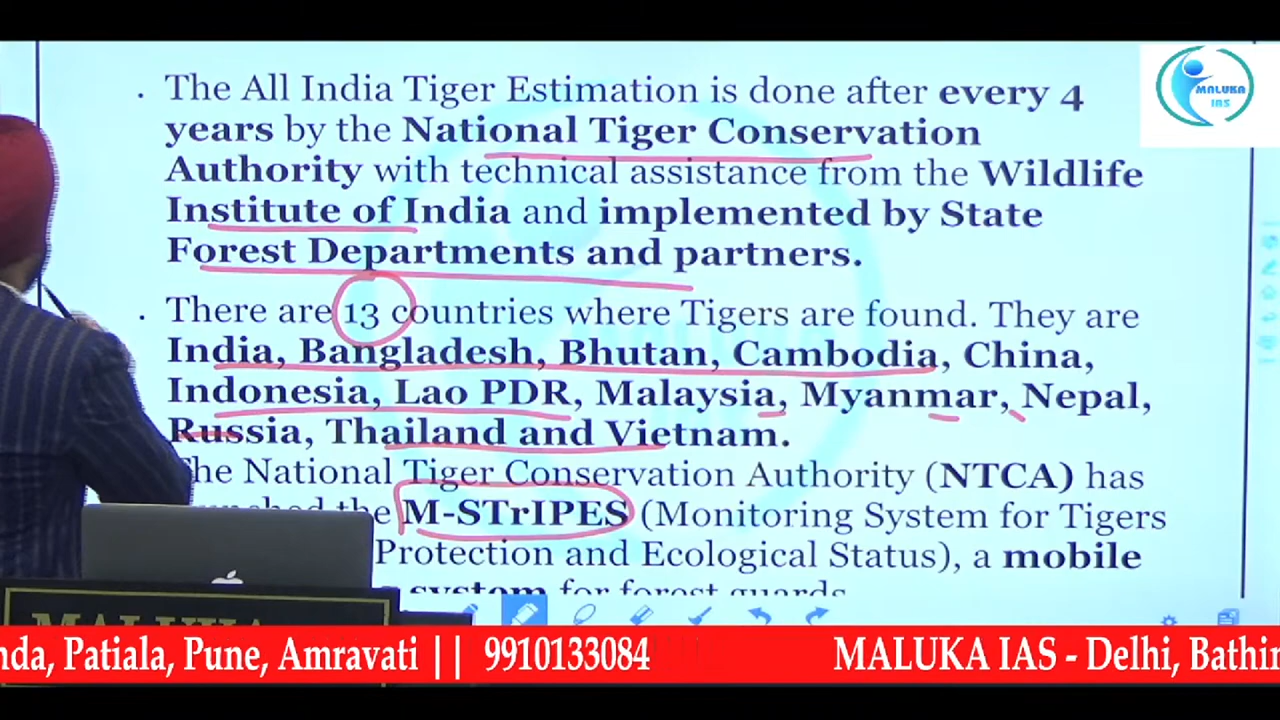 . The All India Tiger Estimation is done after every 4
years by the National Tiger Conservation
Authority with technical assistance from the Wildlife
Institute of India and implemented by State
Forest Departments and partners.
. There are 13 countries where Tigers are found. They are
India, Bangladesh, Bhutan, Cambodia, China,
Indonesia, Lao PDR, Malaysia, Myanmar, Nepal,
Russia, Thailand and Vietnam.
The National Tiger Conservation Authority (NTCA) has
the M-STrIPES (Monitoring System for Tigers
Protection and Ecological Status), a mobile
system for forest guards
MALUKA
IAS
MALUKA
nda, Patiala, Pune, Amravati || 9910133084 MALUKA IAS - Delhi, Bathin